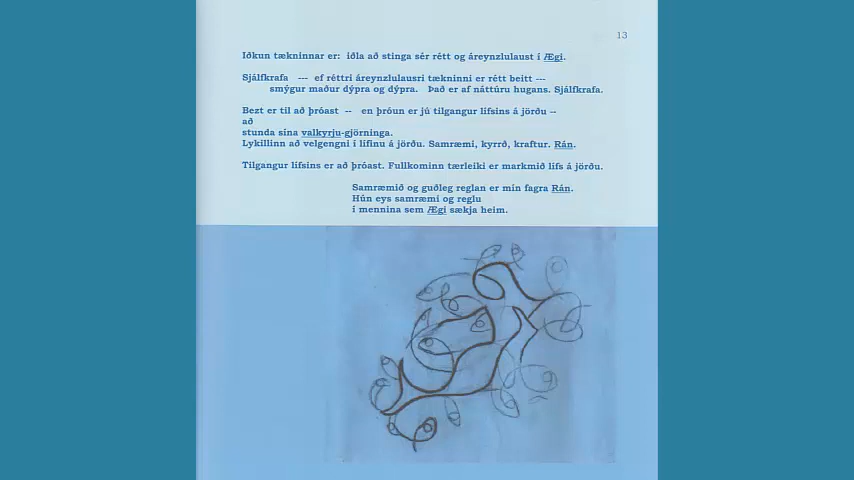 13
Iðkun tækninnar er: iðla að stinga sér rétt og áreynzlulaust í Ægi.
Sjálfkrafa --- ef réttri áreynzlulausri tækninni er rétt beitt ---
smýgur maður dýpra og dýpra. Það er af náttúru hugans. Sjálfkrafa.
Bezt er til að þróast -- en þróun er jú tilgangur lífsins á jörðu --
að
stunda sína valkyrju-gjörninga.
Lykillinn að velgengni í lífinu á jörðu. Samræmi, kyrrð, kraftur. Rán.
Tilgangur lífsins er að þróast. Fullkominn tærleiki er markmið lífs á jörðu.
Samræmið og guðleg reglan er mín fagra Rán.
Hún eys samræmi og reglu
í mennina sem Ægi sækja heim.